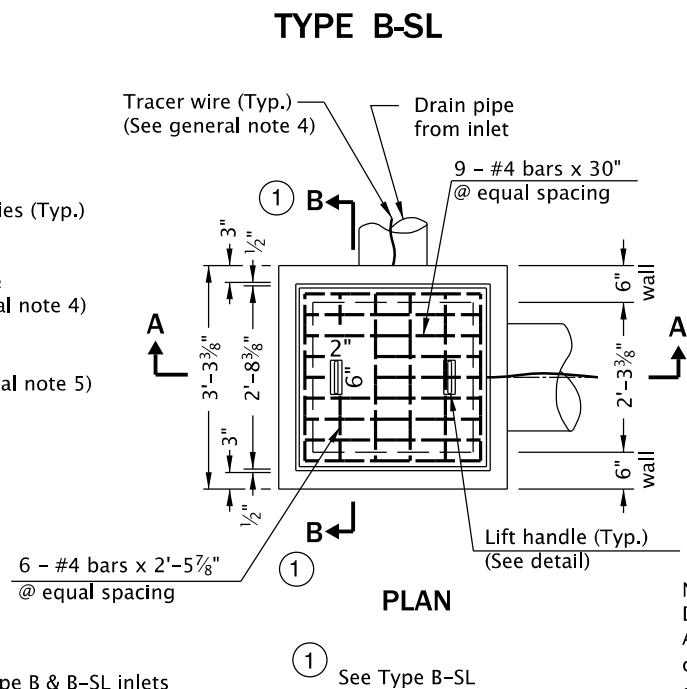 TYPE B-SL
Tracer wire (Typ.)
(See general note 4)
Drain pipe
from inlet
9 – #4 bars x 30"
@ equal spacing
1
B
ies (Typ.)
al note 4)
al note 5)
3"
½"
3'–3⅜"
2'–8⅜"
3"
½"
A
2"
6"
A
6"
wall
2'–3⅜"
6"
wall
B
1
Lift handle (Typ.)
(See detail)
6 – #4 bars x 2'–5⅞"
@ equal spacing
PLAN
1
See Type B–SL
pe B & B–SL inlets
N
D
A